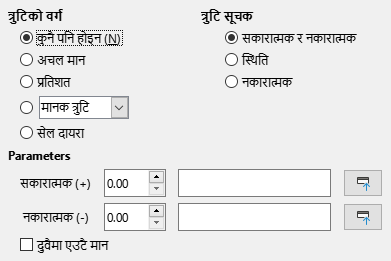 त्रुटिको वर्ग
कुनै पनि होइन (N)
अचल मान
प्रतिशत
मानक त्रुटि
सेल दायरा
त्रुटि सूचक
सकारात्मक र नकारात्मक
स्थिति
नकारात्मक
Parameters
सकारात्मक (+) 0.00
नकारात्मक (-) 0.00
दुवैमा एउटै मान